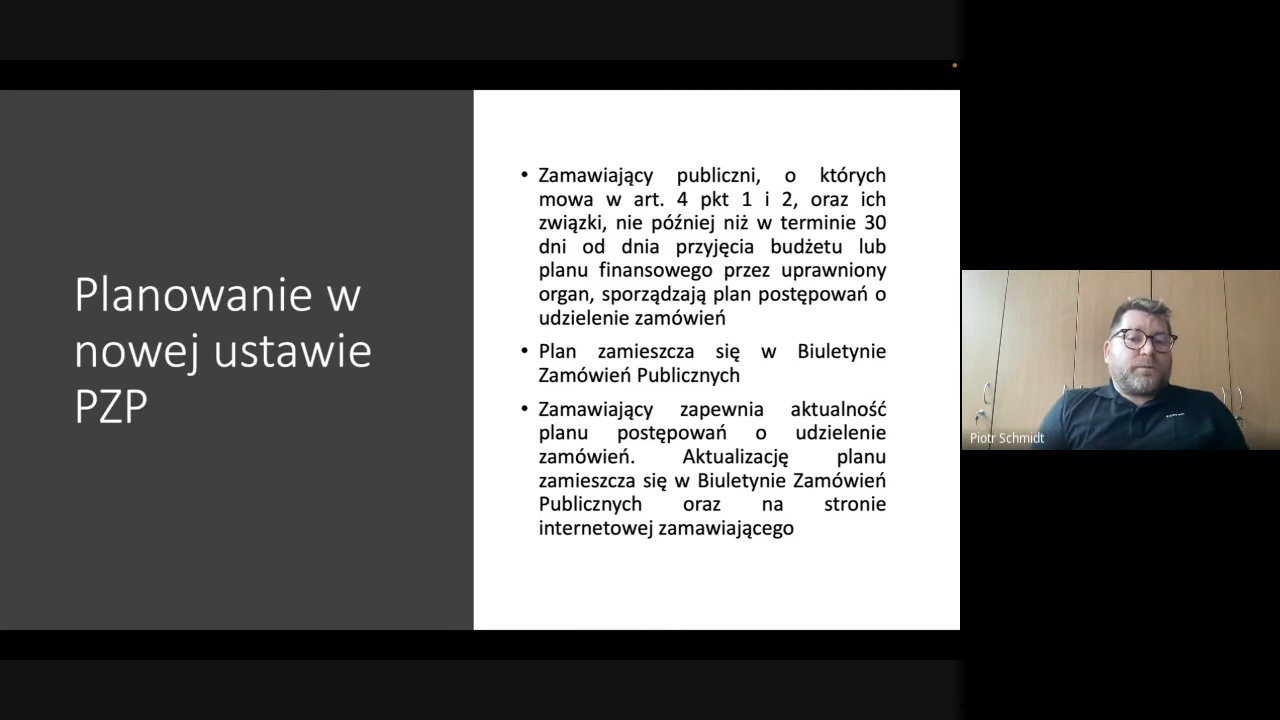 Planowanie w
nowej ustawie
PZP
• Zamawiający publiczni, o których
mowa w art. 4 pkt 1 i 2, oraz ich
związki, nie później niż w terminie 30
dni od dnia przyjęcia budżetu lub
planu finansowego przez uprawniony
organ, sporządzają plan postępowań o
udzielenie zamówień
• Plan zamieszcza się w Biuletynie
Zamówień Publicznych
• Zamawiający zapewnia aktualność
planu postępowań o udzielenie
zamówień. Aktualizację planu
zamieszcza się w Biuletynie Zamówień
Publicznych oraz na stronie
internetowej zamawiającego
Piotr Schmidt